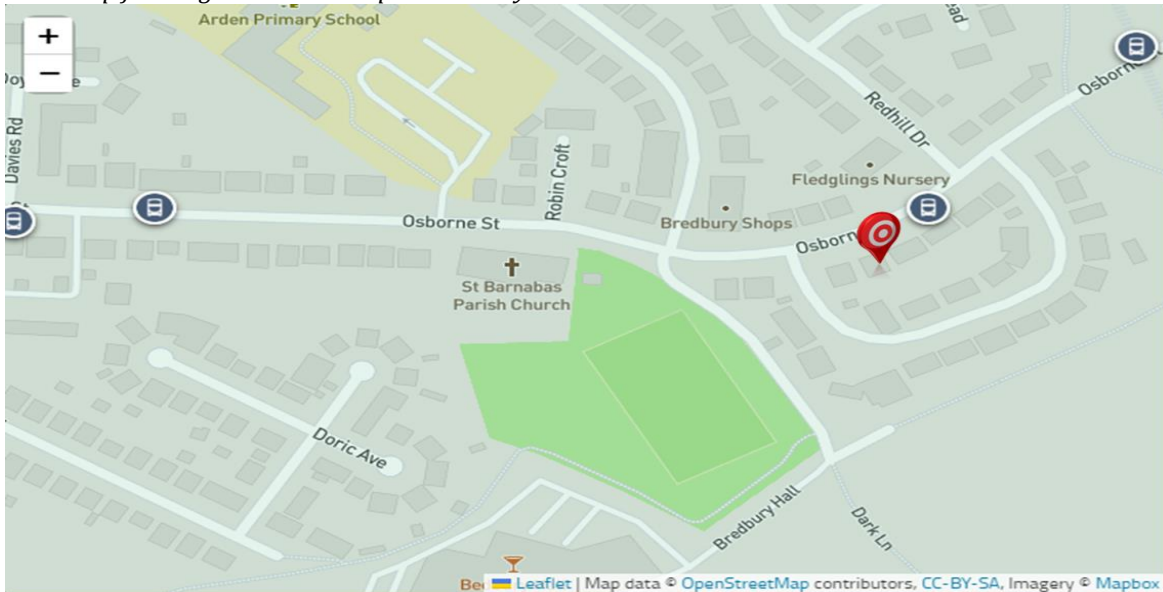 Arden Primary School
+
−
Davies Rd
Robin Croft
Redhill Dr
Fledglings Nursery
Osborne St
Bredbury Shops
St Barnabas
Parish Church
Doric Ave
Bredbury Hall
Dark Ln
Leaflet | Map data © OpenStreetMap contributors, CC-BY-SA, Imagery © Mapbox